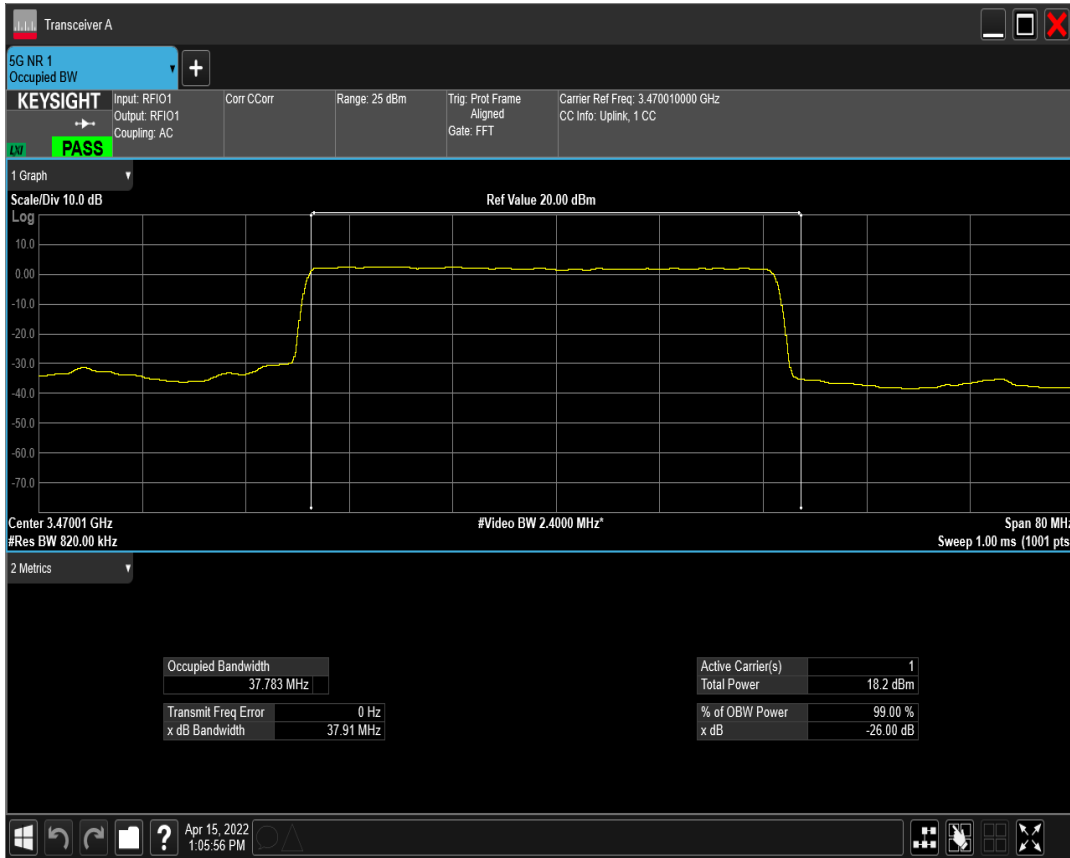 Transceiver A
5G NR 1
Occupied BW
+
KEYSIGHT
Input: RFIO1
Output: RFIO1
Coupling: AC
Corr CCorr
Range: 25 dBm
Trig: Prot Frame
Aligned
Gate: FFT
Carrier Ref Freq: 3.470010000 GHz
CC Info: Uplink, 1 CC
LXI
PASS
1 Graph
Scale/Div 10.0 dB
Ref Value 20.00 dBm
Log
10.0
0.00
-10.0
-20.0
-30.0
-40.0
-50.0
-60.0
-70.0
Center 3.47001 GHz
#Video BW 2.4000 MHz*
Span 80 MHz
#Res BW 820.00 kHz
Sweep 1.00 ms (1001 pts
2 Metrics
Occupied Bandwidth
37.783 MHz
Transmit Freq Error 0 Hz
x dB Bandwidth 37.91 MHz
Active Carrier(s) 1
Total Power 18.2 dBm
% of OBW Power 99.00 %
x dB -26.00 dB
?
Apr 15, 2022
1:05:56 PM